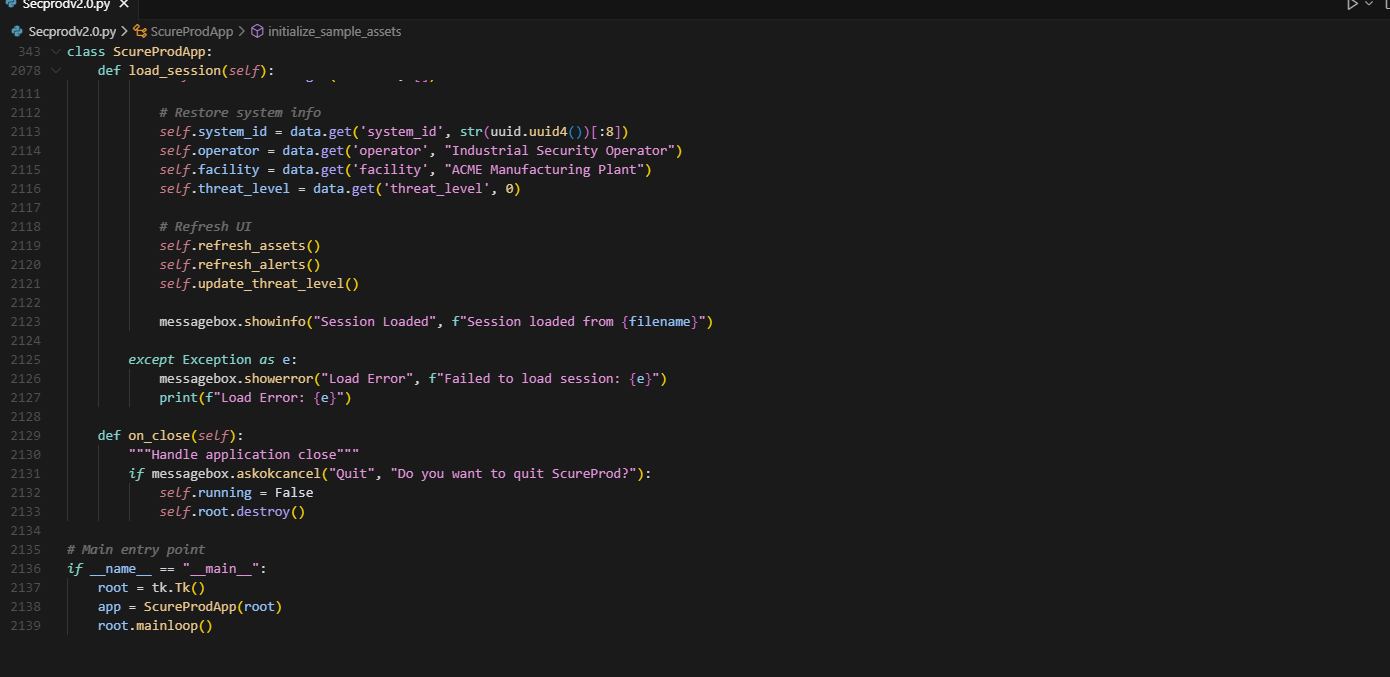 Secprodv2.0.py ✕
Secprodv2.0.py > ScureProdApp > initialize_sample_assets
343 class ScureProdApp:
2078 def load_session(self):
2111
2112 # Restore system info
2113 self.system_id = data.get('system_id', str(uuid.uuid4())[:8])
2114 self.operator = data.get('operator', "Industrial Security Operator")
2115 self.facility = data.get('facility', "ACME Manufacturing Plant")
2116 self.threat_level = data.get('threat_level', 0)
2117
2118 # Refresh UI
2119 self.refresh_assets()
2120 self.refresh_alerts()
2121 self.update_threat_level()
2122
2123 messagebox.showinfo("Session Loaded", f"Session loaded from {filename}")
2124
2125 except Exception as e:
2126 messagebox.showerror("Load Error", f"Failed to load session: {e}")
2127 print(f"Load Error: {e}")
2128
2129 def on_close(self):
2130 """Handle application close"""
2131 if messagebox.askokcancel("Quit", "Do you want to quit ScureProd?"):
2132 self.running = False
2133 self.root.destroy()
2134
2135 # Main entry point
2136 if __name__ == "__main__":
2137 root = tk.Tk()
2138 app = ScureProdApp(root)
2139 root.mainloop()